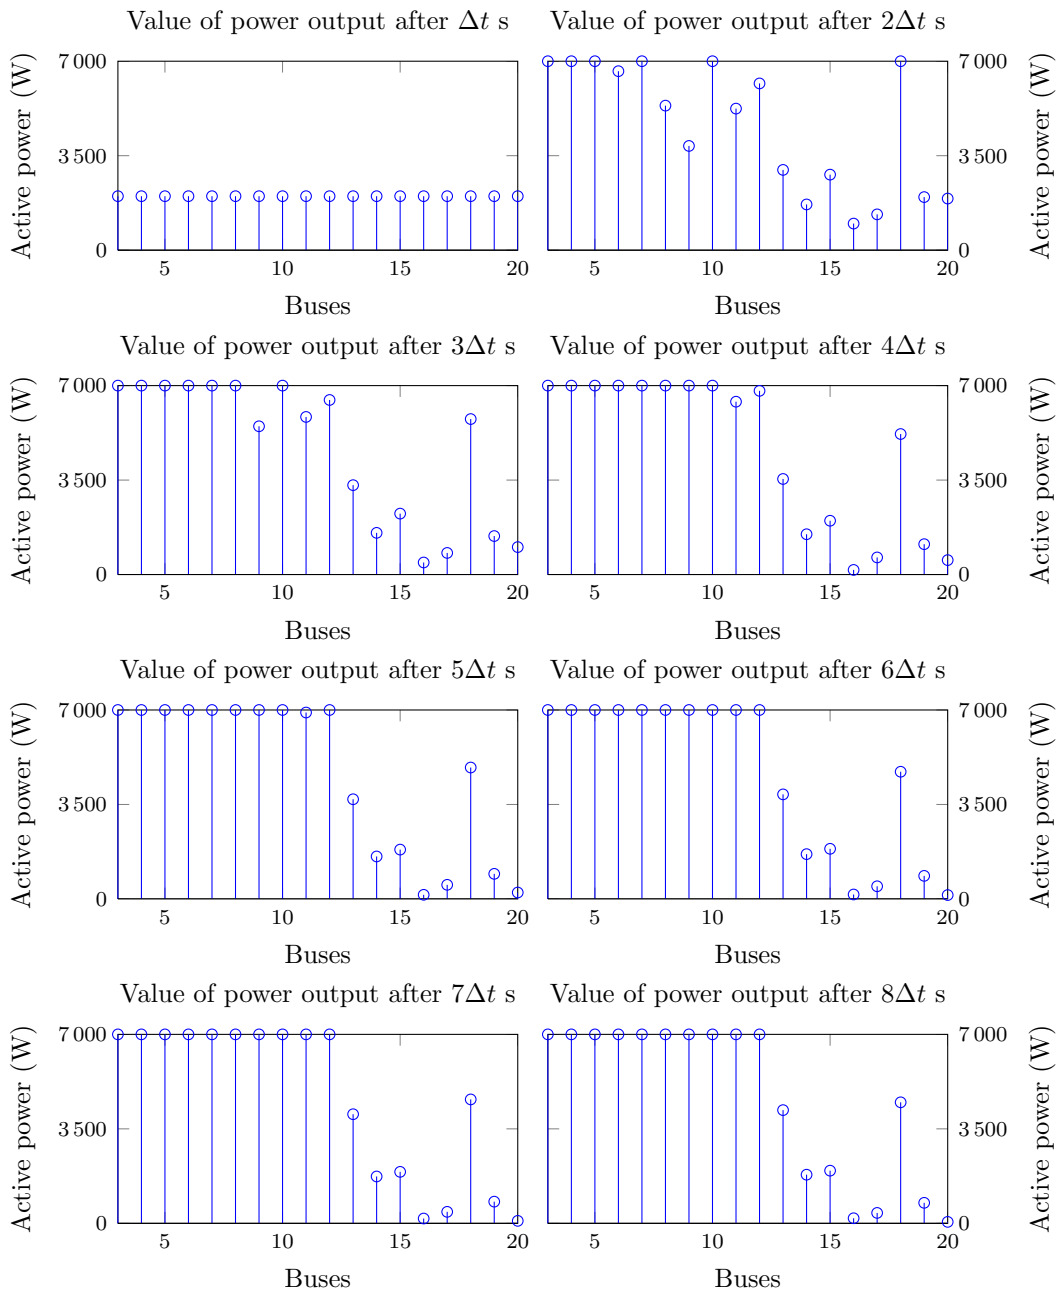 Value of power output after Δt s
Active power (W)
7 000
3 500
0
5 10 15 20
Buses
Value of power output after 2Δt s
Active power (W)
7 000
3 500
0
5 10 15 20
Buses
Value of power output after 3Δt s
Active power (W)
7 000
3 500
0
5 10 15 20
Buses
Value of power output after 4Δt s
Active power (W)
7 000
3 500
0
5 10 15 20
Buses
Value of power output after 5Δt s
Active power (W)
7 000
3 500
0
5 10 15 20
Buses
Value of power output after 6Δt s
Active power (W)
7 000
3 500
0
5 10 15 20
Buses
Value of power output after 7Δt s
Active power (W)
7 000
3 500
0
5 10 15 20
Buses
Value of power output after 8Δt s
Active power (W)
7 000
3 500
0
5 10 15 20
Buses